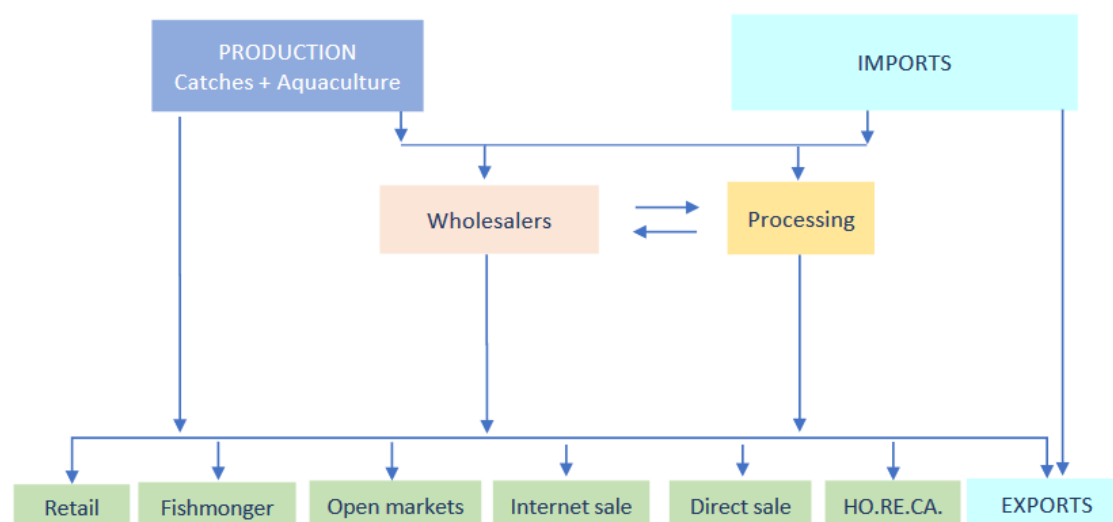 PRODUCTION
Catches + Aquaculture
IMPORTS
Wholesalers
Processing
Retail
Fishmonger
Open markets
Internet sale
Direct sale
HO.RE.CA.
EXPORTS